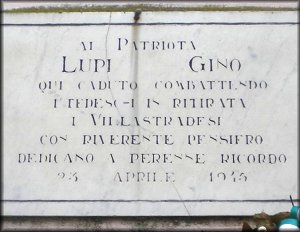 AL PATRIOTA
LUPI GINO
QUI CADUTO COMBATTENDO
I TEDESCHI IN RITIRATA
I VILLASTRADESI
CON RIVERENTE PENSIERO
DEDICANO A PERENNE RICORDO
23 APRILE 1945